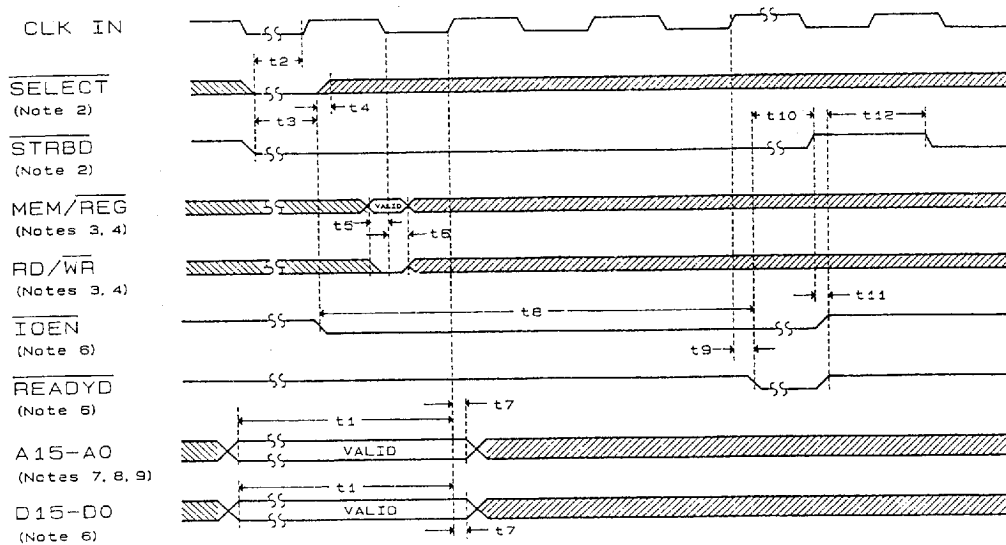 CLK IN
t2
SELECT
(Note 2)
t4
t3
t10
t12
STRBD
(Note 2)
MEM/REG
(Notes 3, 4)
VALID
t5
t6
RD/WR
(Notes 3, 4)
t11
t8
IOEN
(Note 6)
t9
READYD
(Note 6)
t7
t1
A15-A0
(Notes 7, 8, 9)
VALID
t1
D15-D0
(Note 6)
VALID
t7